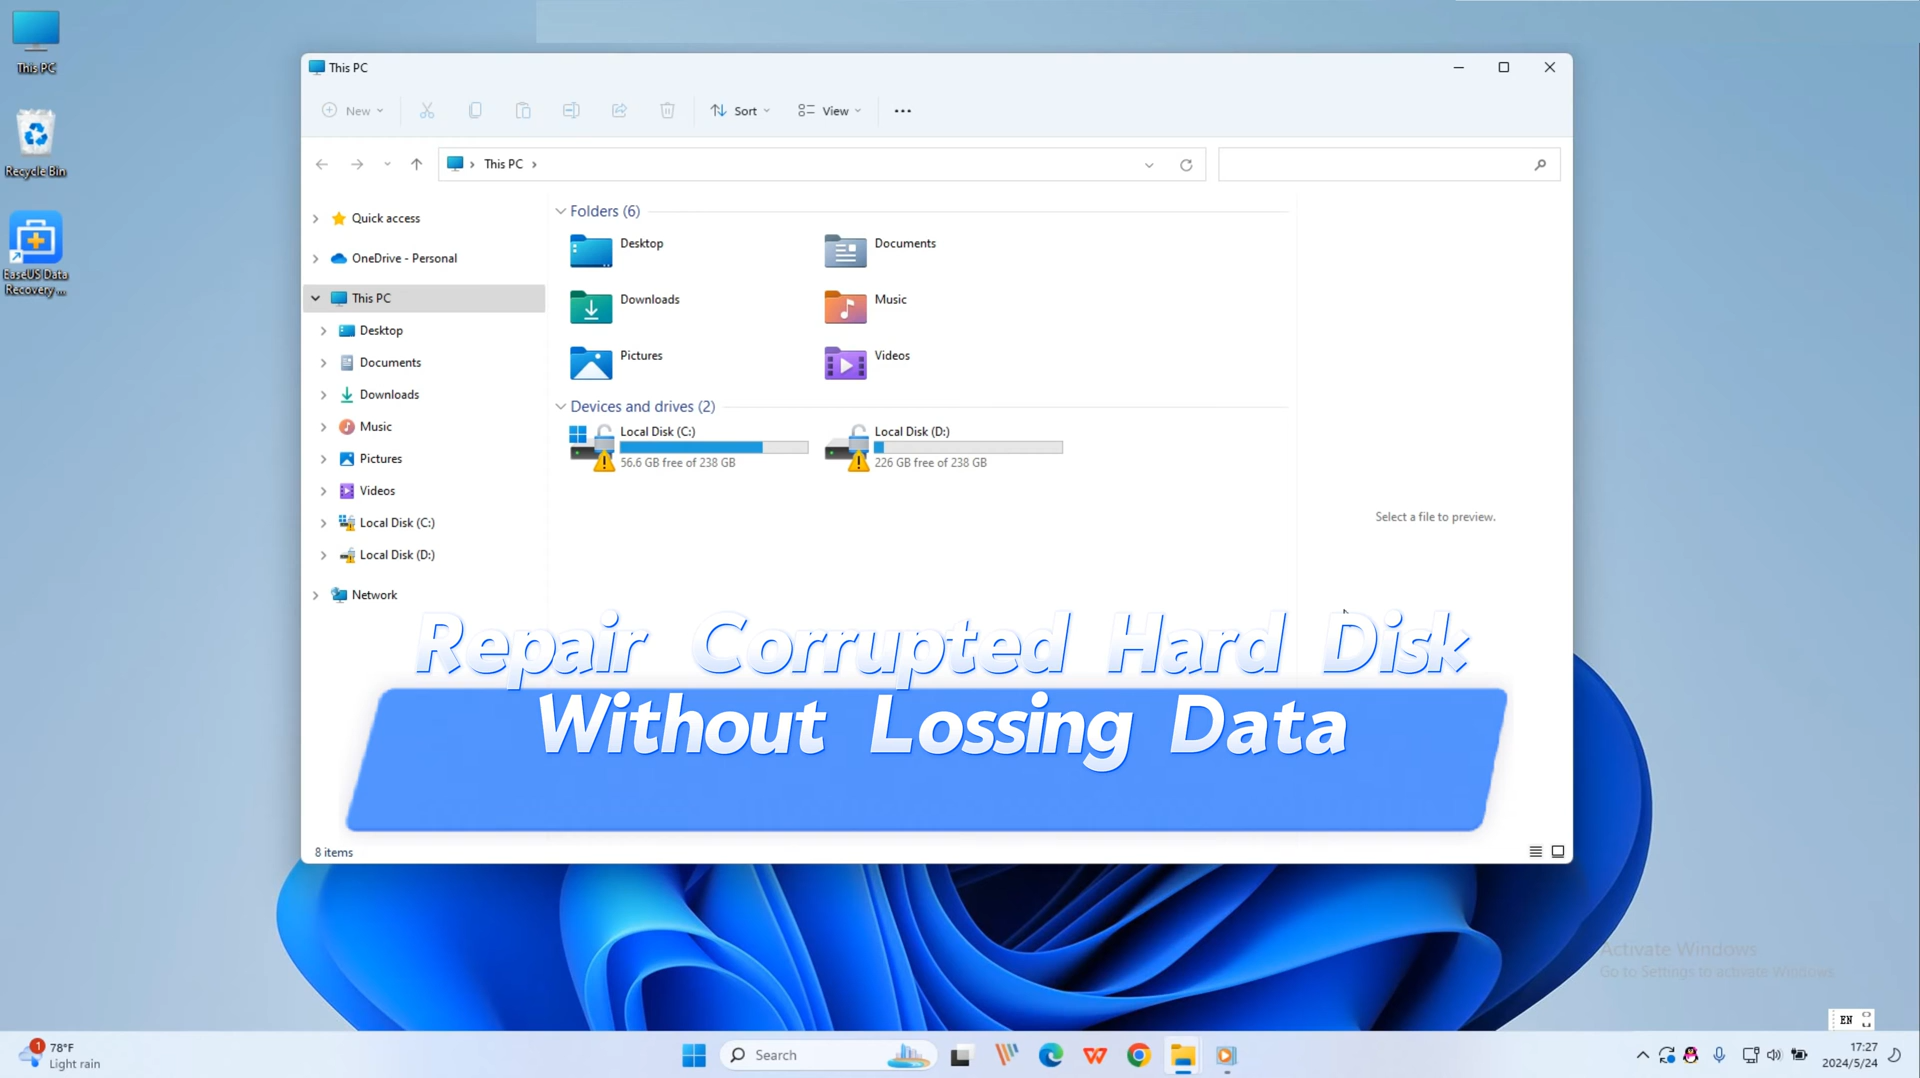 This PC
Recycle Bin
EaseUS Data
Recovery ...
This PC
New
Sort
View
This PC
Quick access
OneDrive - Personal
This PC
Desktop
Documents
Downloads
Music
Pictures
Videos
Local Disk (C:)
Local Disk (D:)
Network
Folders (6)
Desktop
Documents
Downloads
Music
Pictures
Videos
Devices and drives (2)
Local Disk (C:)
56.6 GB free of 238 GB
Local Disk (D:)
226 GB free of 238 GB
Select a file to preview.
Repair Corrupted Hard Disk
Without Lossing Data
8 items
Activate Windows
Go to Settings to activate Windows.
EN
1
78°F
Light rain
Search
17:27
2024/5/24